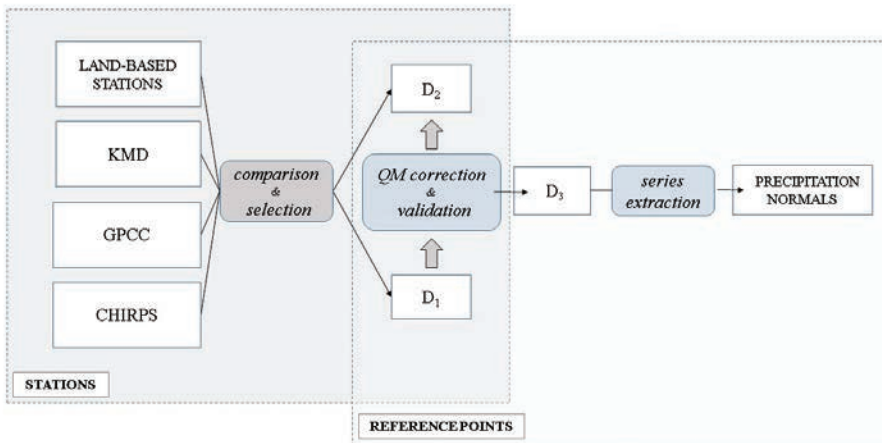 LAND-BASED
STATIONS
KMD
GPCC
CHIRPS
comparison
&
selection
D₂
QM correction
&
validation
D₁
D₃
series
extraction
PRECIPITATION
NORMALS
STATIONS
REFERENCE POINTS